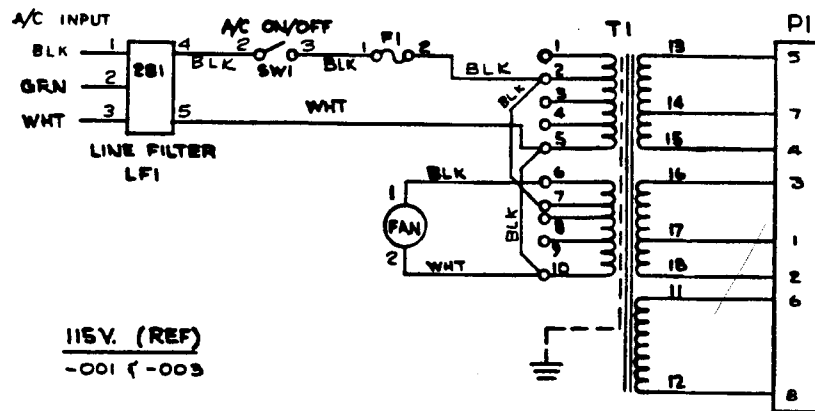 A/C INPUT
A/C ON/OFF
F1
T1
P1
BLK 1
4
BLK
2
3
SW1
BLK
1
2
BLK
1
2
3
4
5
BLK
13
5
GRN 2
2B1
14
7
WHT 3
5
WHT
15
4
LINE FILTER
LF1
1
BLK
6
7
8
9
10
BLK
16
3
FAN
17
1
2
WHT
18
2
11
6
12
8
115V. (REF)
-001 & -003